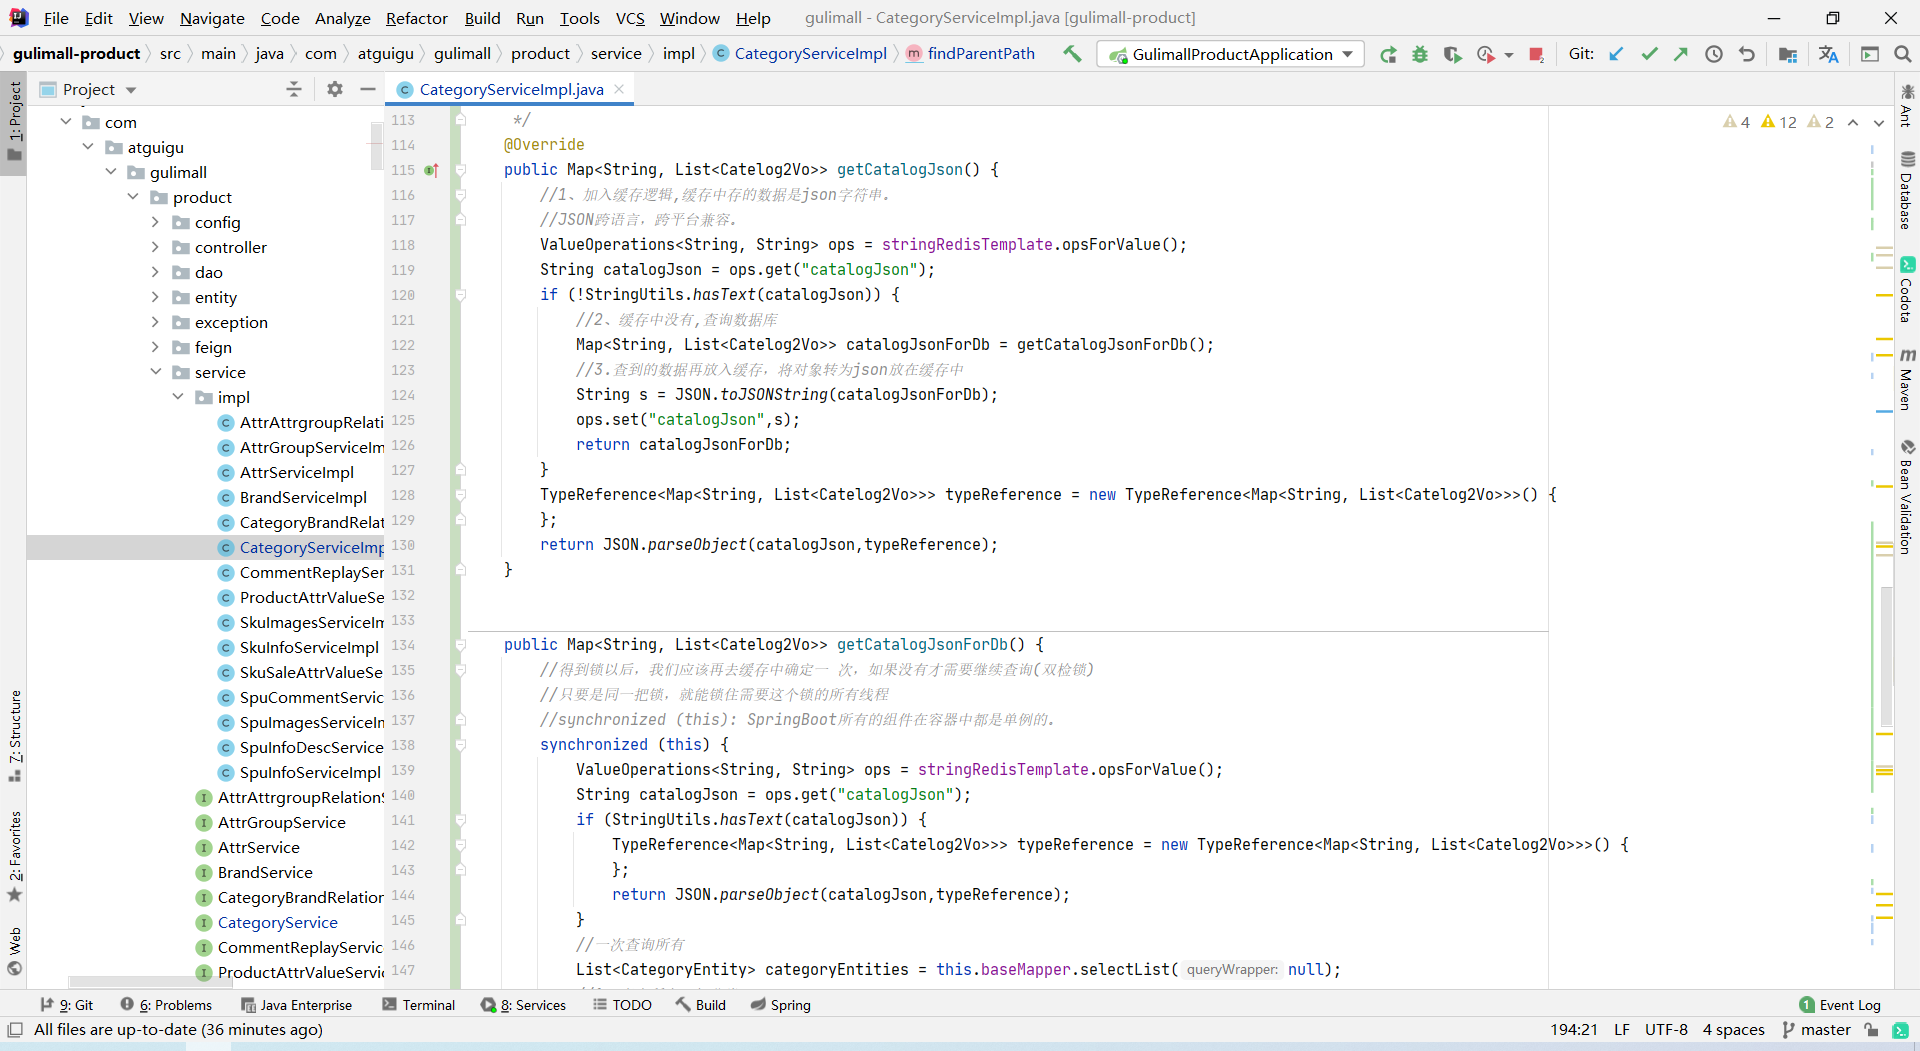 File Edit View Navigate Code Analyze Refactor Build Run Tools VCS Window Help gulimall - CategoryServiceImpl.java [gulimall-product]
gulimall-product src main java com atguigu gulimall product service impl CategoryServiceImpl findParentPath GulimallProductApplication Git:
Project
CategoryServiceImpl.java
1: Project
7: Structure
2: Favorites
Web
com
atguigu
gulimall
product
config
controller
dao
entity
exception
feign
service
impl
AttrAttrgroupRelati
AttrGroupServiceIm
AttrServiceImpl
BrandServiceImpl
CategoryBrandRelat
CategoryServiceImp
CommentReplaySer
ProductAttrValueSe
SkuImagesServiceIm
SkuInfoServiceImpl
SkuSaleAttrValueSe
SpuCommentServic
SpuImagesServiceIn
SpuInfoDescService
SpuInfoServiceImpl
AttrAttrgroupRelationS
AttrGroupService
AttrService
BrandService
CategoryBrandRelation
CategoryService
CommentReplayServic
ProductAttrValueServic
4 12 2
113 */
114 @Override
115 public Map<String, List<Catelog2Vo>> getCatalogJson() {
116 //1、加入缓存逻辑,缓存中存的数据是json字符串.
117 //JSON跨语言, 跨平台兼容.
118 ValueOperations<String, String> ops = stringRedisTemplate.opsForValue();
119 String catalogJson = ops.get("catalogJson");
120 if (!StringUtils.hasText(catalogJson)) {
121 //2、缓存中没有,查询数据库
122 Map<String, List<Catelog2Vo>> catalogJsonForDb = getCatalogJsonForDb();
123 //3.查到的数据再放入缓存, 将对象转为json放在缓存中
124 String s = JSON.toJSONString(catalogJsonForDb);
125 ops.set("catalogJson",s);
126 return catalogJsonForDb;
127 }
128 TypeReference<Map<String, List<Catelog2Vo>>> typeReference = new TypeReference<Map<String, List<Catelog2Vo>>>() {
129 };
130 return JSON.parseObject(catalogJson,typeReference);
131 }
132
133
134 public Map<String, List<Catelog2Vo>> getCatalogJsonForDb() {
135 //得到锁以后, 我们应该再去缓存中确定一 次, 如果没有才需要继续查询(双检锁)
136 //只要是同一把锁, 就能锁住需要这个锁的所有线程
137 //synchronized (this): SpringBoot所有的组件在容器中都是单例的.
138 synchronized (this) {
139 ValueOperations<String, String> ops = stringRedisTemplate.opsForValue();
140 String catalogJson = ops.get("catalogJson");
141 if (StringUtils.hasText(catalogJson)) {
142 TypeReference<Map<String, List<Catelog2Vo>>> typeReference = new TypeReference<Map<String, List<Catelog2Vo>>>() {
143 };
144 return JSON.parseObject(catalogJson,typeReference);
145 }
146 //一次查询所有
147 List<CategoryEntity> categoryEntities = this.baseMapper.selectList( queryWrapper: null);
Ant
Database
Codota
Maven
Bean Validation
9: Git 6: Problems Java Enterprise Terminal 8: Services TODO Build Spring 1 Event Log
All files are up-to-date (36 minutes ago) 194:21 LF UTF-8 4 spaces master